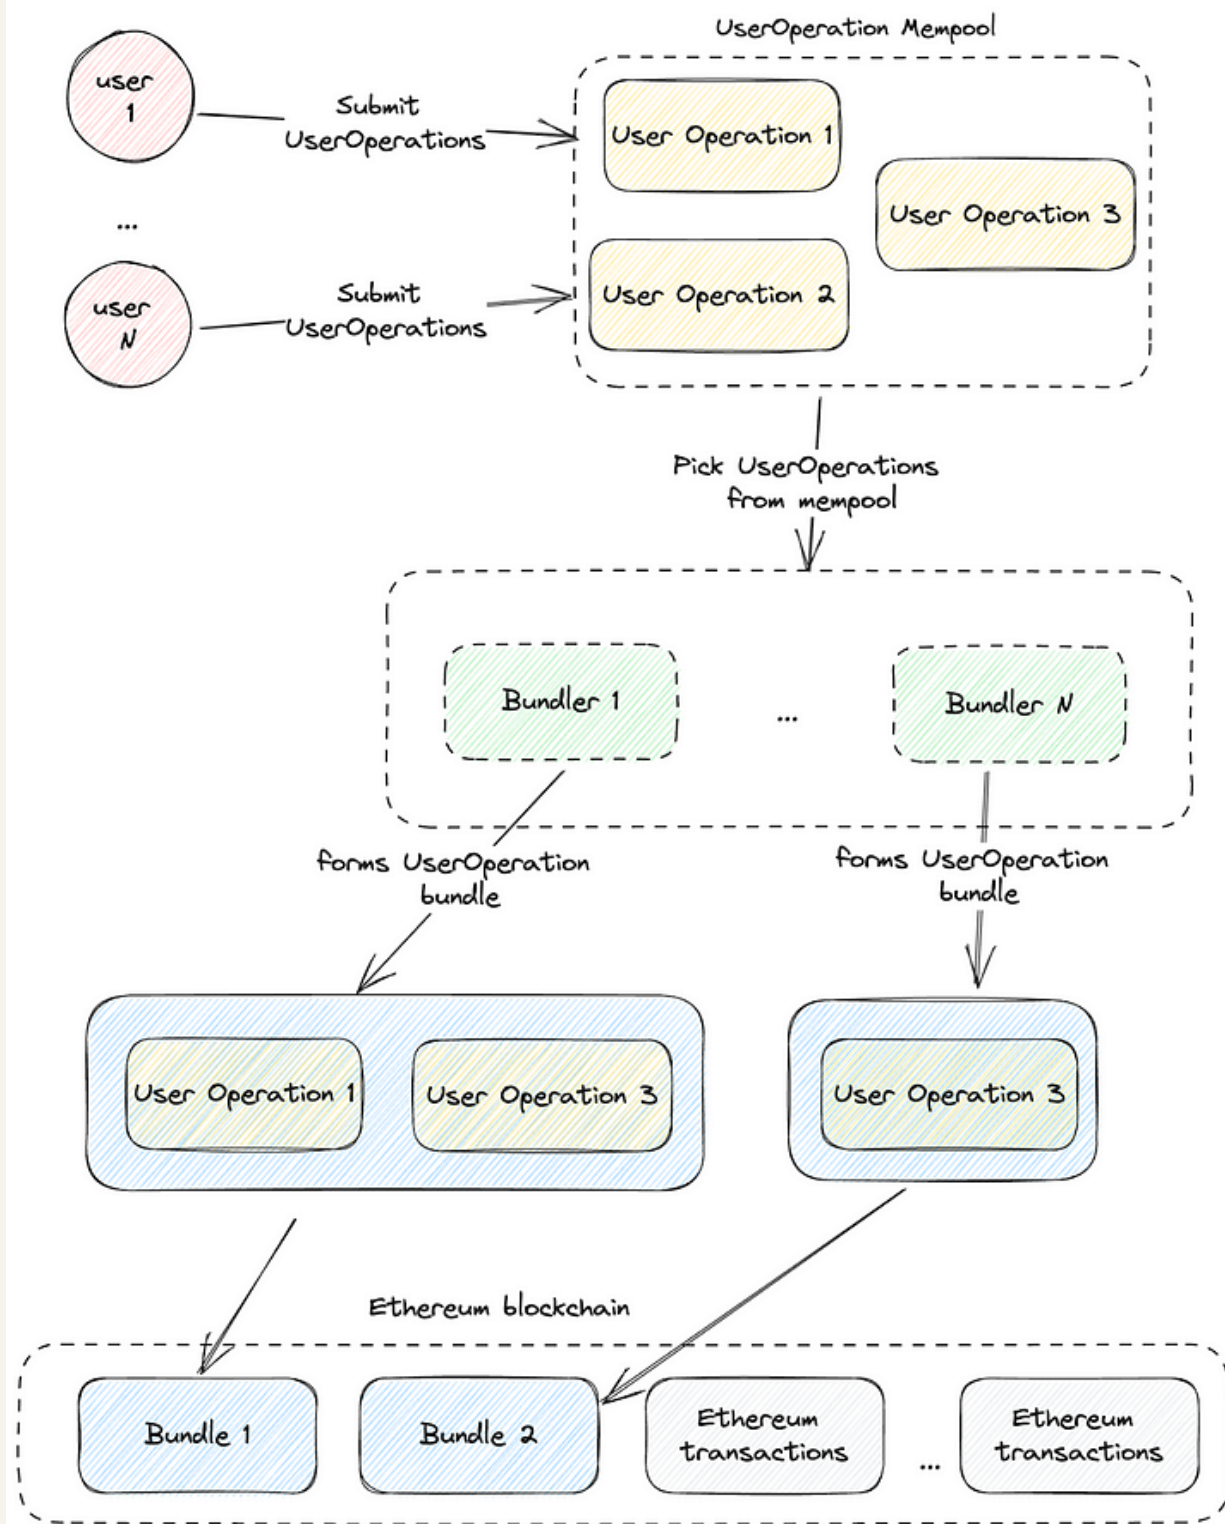 UserOperation Mempool
user
1
Submit
UserOperations
User Operation 1
User Operation 3
...
user
N
Submit
UserOperations
User Operation 2
Pick UserOperations
from mempool
Bundler 1
...
Bundler N
forms UserOperation
bundle
forms UserOperation
bundle
User Operation 1
User Operation 3
User Operation 3
Ethereum blockchain
Bundle 1
Bundle 2
Ethereum
transactions
...
Ethereum
transactions